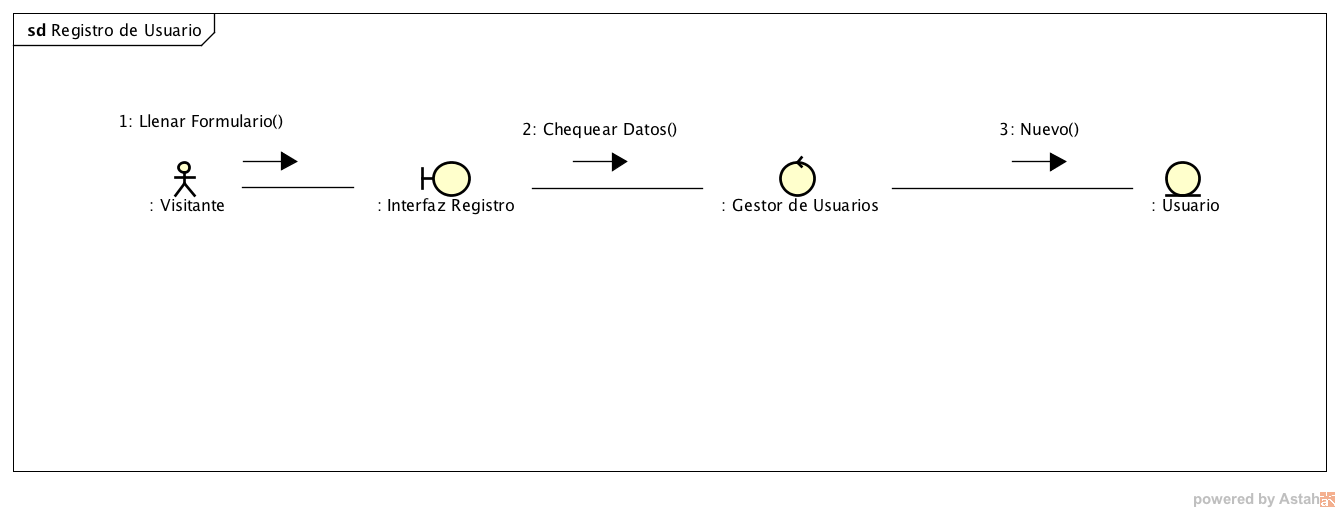 sd Registro de Usuario
1: Llenar Formulario()
2: Chequear Datos()
3: Nuevo()
: Visitante
: Interfaz Registro
: Gestor de Usuarios
: Usuario
powered by Astah